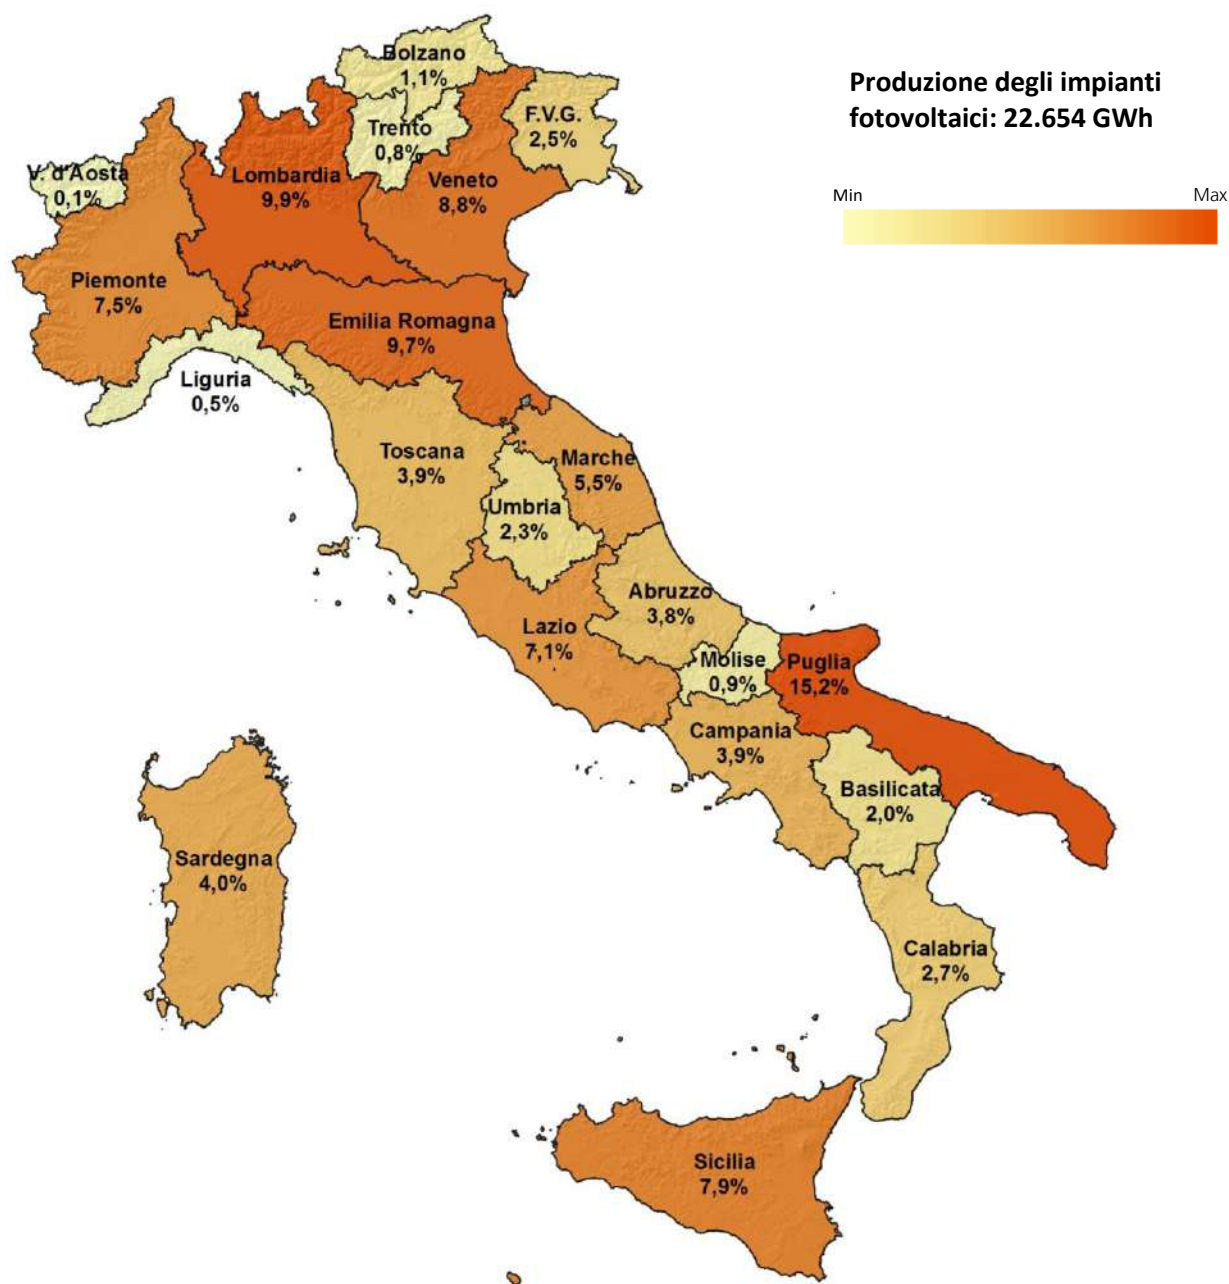 Produzione degli impianti
fotovoltaici: 22.654 GWh
Min
Max
Bolzano
1,1%
Trento
0,8%
F.V.G.
2,5%
V. d'Aosta
0,1%
Lombardia
9,9%
Veneto
8,8%
Piemonte
7,5%
Emilia Romagna
9,7%
Liguria
0,5%
Toscana
3,9%
Marche
5,5%
Umbria
2,3%
Abruzzo
3,8%
Lazio
7,1%
Molise
0,9%
Puglia
15,2%
Campania
3,9%
Basilicata
2,0%
Sardegna
4,0%
Calabria
2,7%
Sicilia
7,9%